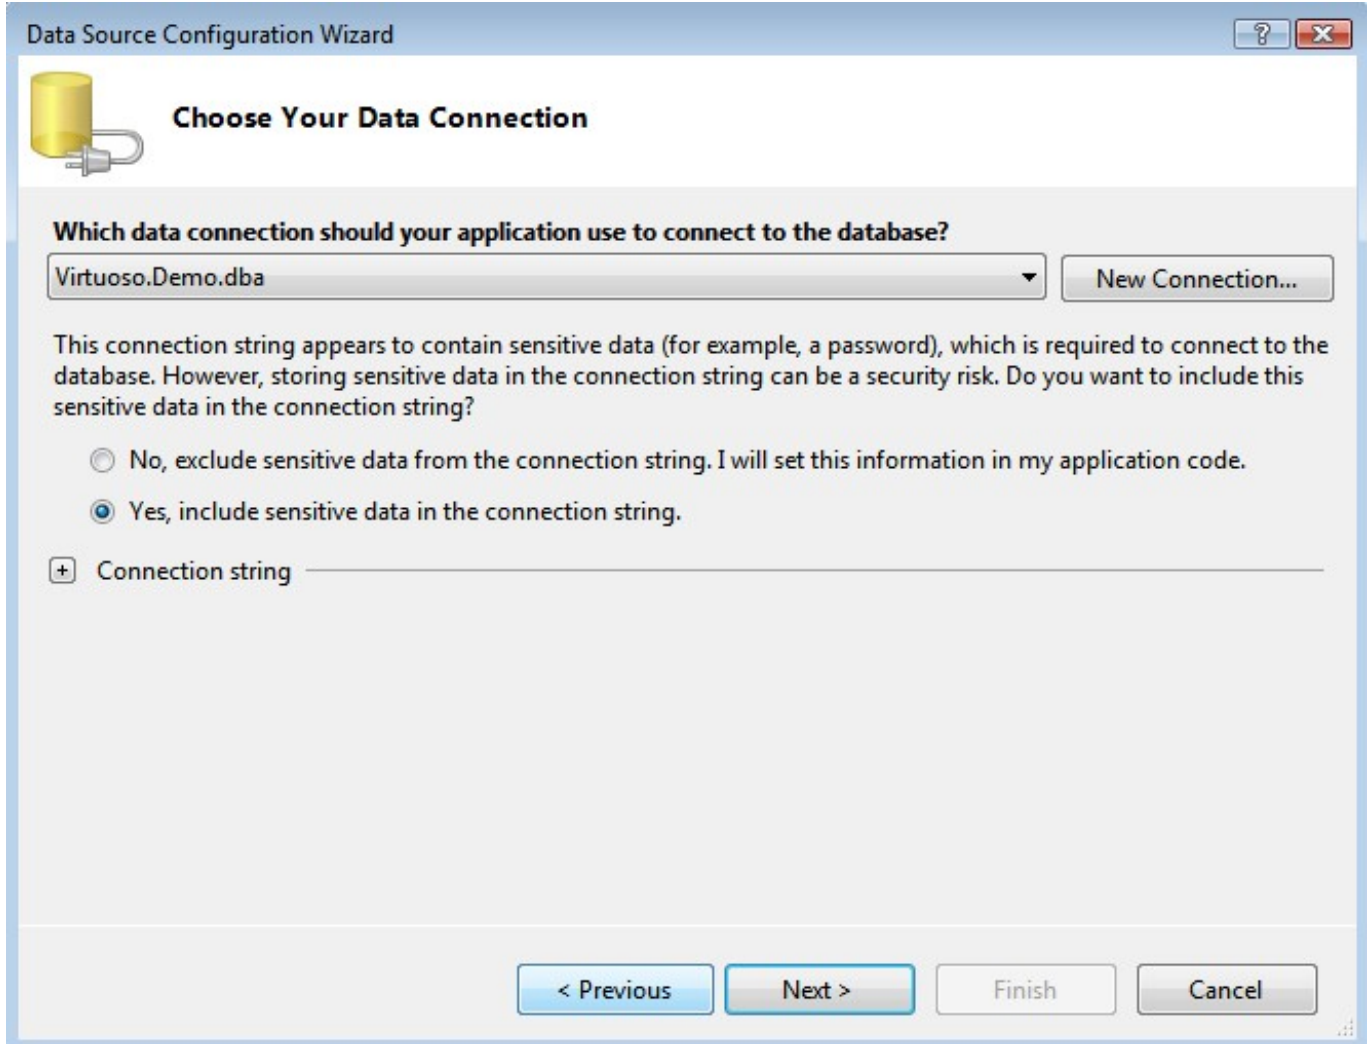 Data Source Configuration Wizard
Choose Your Data Connection
Which data connection should your application use to connect to the database?
Virtuoso.Demo.dba
New Connection...
This connection string appears to contain sensitive data (for example, a password), which is required to connect to the
database. However, storing sensitive data in the connection string can be a security risk. Do you want to include this
sensitive data in the connection string?
No, exclude sensitive data from the connection string. I will set this information in my application code.
Yes, include sensitive data in the connection string.
Connection string
< Previous
Next >
Finish
Cancel